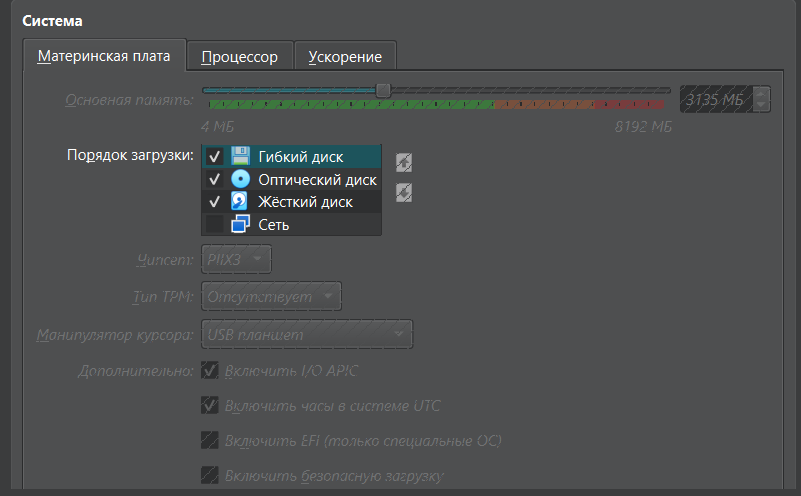 Система
Материнская плата Процессор Ускорение
Основная память: 3135 МБ
4 МБ 8192 МБ
Порядок загрузки: Гибкий диск
Оптический диск
Жёсткий диск
Сеть
Чипсет: PIIX3
Тип TPM: Отсутствует
Манипулятор курсора: USB планшет
Дополнительно: Включить I/O APIC
Включить часы в системе UTC
Включить EFI (только специальные ОС)
Включить безопасную загрузку